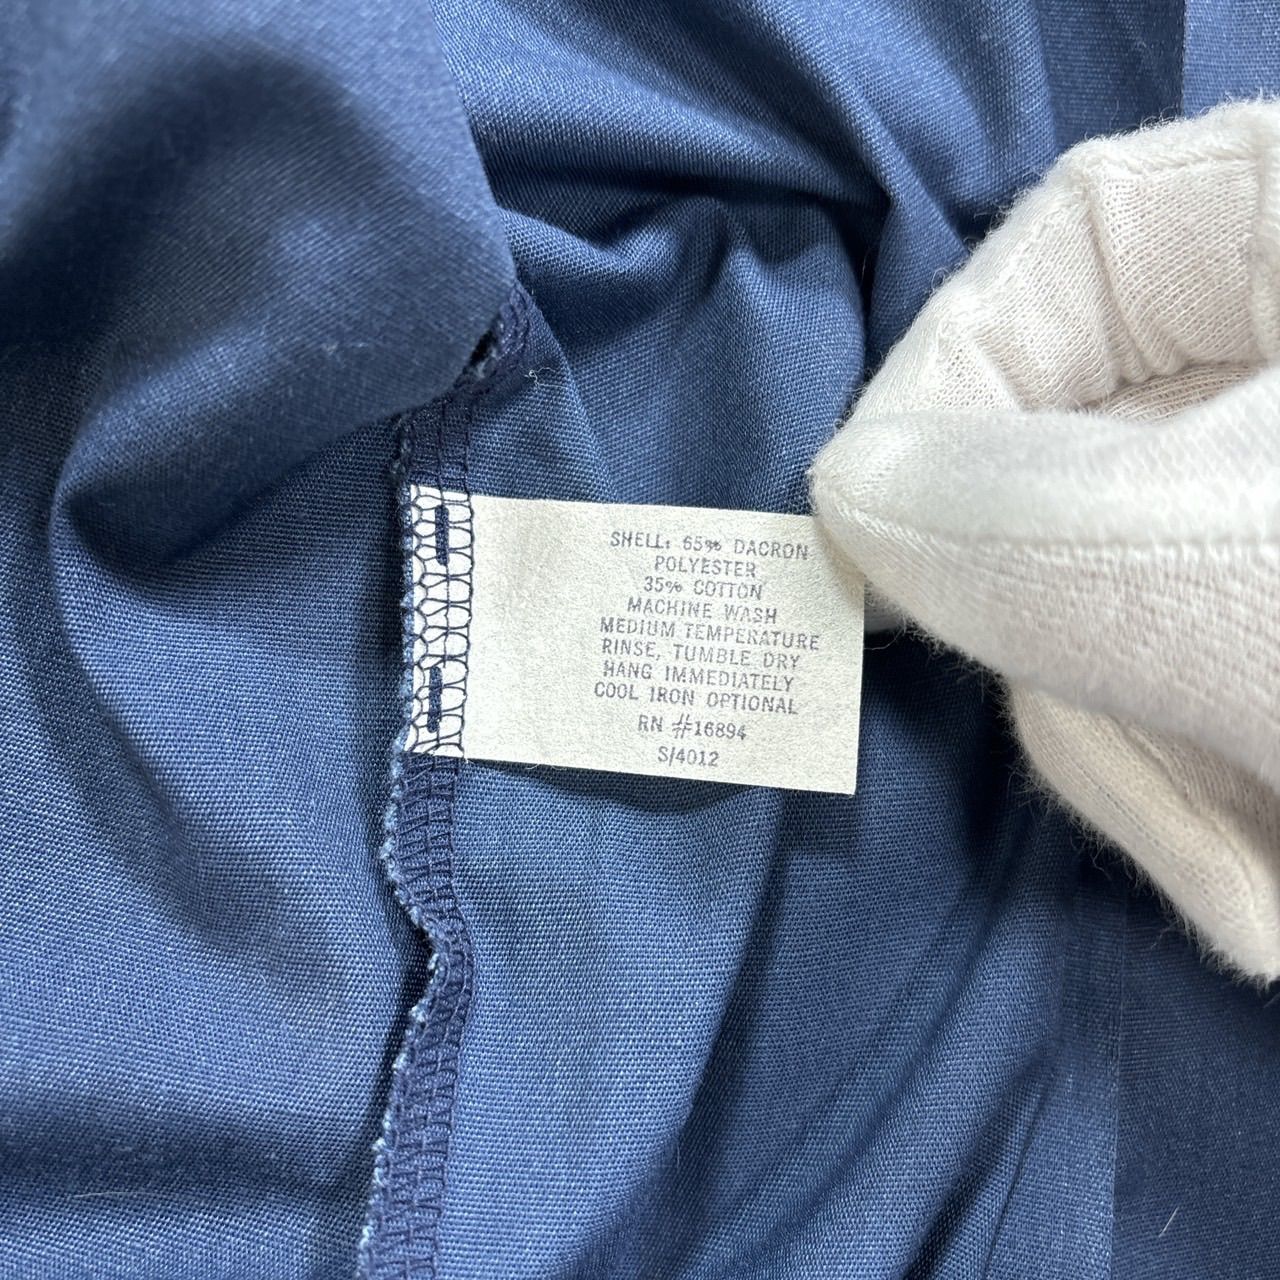 SHELL: 65% DACRON
POLYESTER
35% COTTON
MACHINE WASH
MEDIUM TEMPERATURE
RINSE, TUMBLE DRY
HANG IMMEDIATELY
COOL IRON OPTIONAL
RN #16894
S/4012